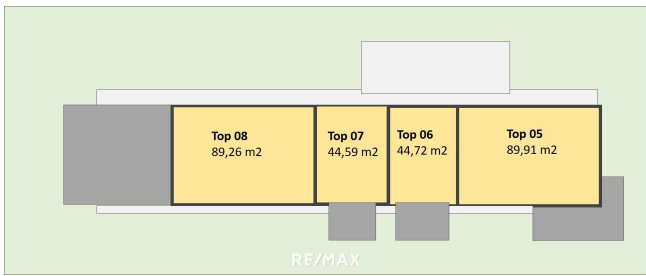 Top 08
89,26 m2
Top 07
44,59 m2
Top 06
44,72 m2
Top 05
89,91 m2
RE/MAX